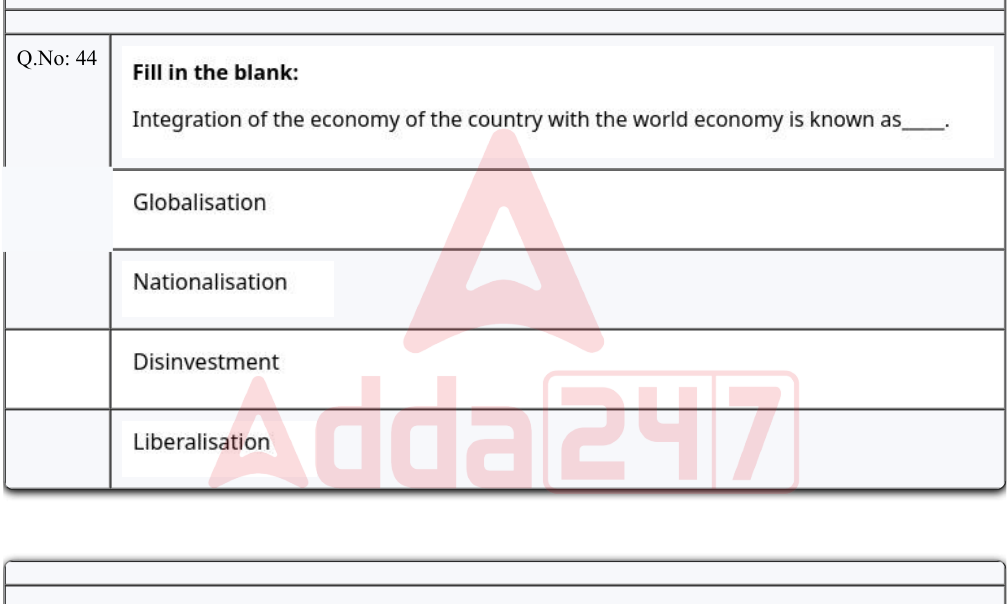 Q.No: 44
Fill in the blank:
Integration of the economy of the country with the world economy is known as____.
Globalisation
Nationalisation
Disinvestment
Liberalisation
Adda247